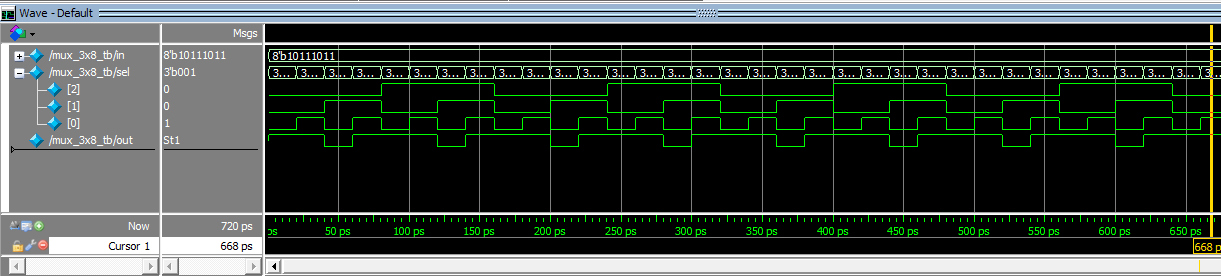 Wave - Default
Msgs
/mux_3x8_tb/in 8'b10111011 8'b10111011
/mux_3x8_tb/sel 3'b001 3... 3... 3... 3... 3... 3... 3... 3... 3... 3... 3... 3... 3... 3... 3... 3... 3... 3... 3... 3... 3... 3... 3... 3... 3... 3... 3... 3... 3... 3... 3... 3... 3... 3...
[2] 0
[1] 0
[0] 1
/mux_3x8_tb/out St1
Now 720 ps ps 50 ps 100 ps 150 ps 200 ps 250 ps 300 ps 350 ps 400 ps 450 ps 500 ps 550 ps 600 ps 650 ps
Cursor 1 668 ps 668 p